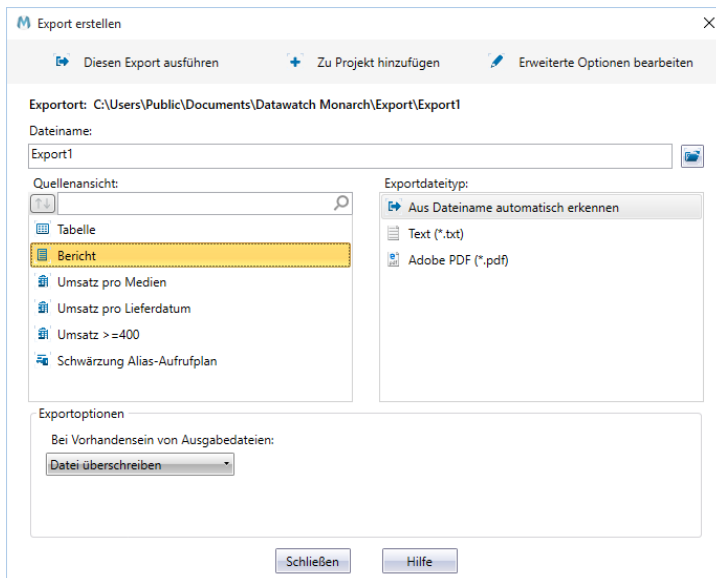 Export erstellen
Diesen Export ausführen
Zu Projekt hinzufügen
Erweiterte Optionen bearbeiten
Exportort: C:\Users\Public\Documents\Datawatch Monarch\Export\Export1
Dateiname:
Export1
Quellenansicht:
Tabelle
Bericht
Umsatz pro Medien
Umsatz pro Lieferdatum
Umsatz >=400
Schwärzung Alias-Aufrufplan
Exportdateityp:
Aus Dateiname automatisch erkennen
Text (*.txt)
Adobe PDF (*.pdf)
Exportoptionen
Bei Vorhandensein von Ausgabedateien:
Datei überschreiben
Schließen
Hilfe